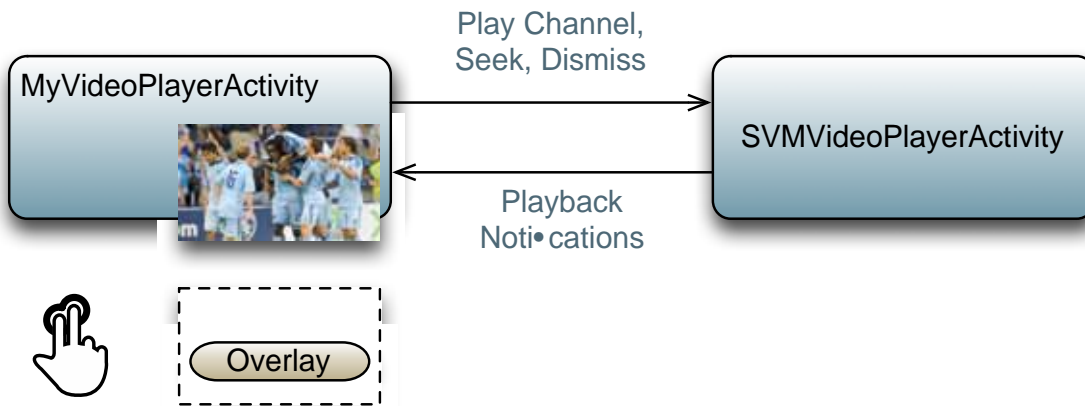 Play Channel,
Seek, Dismiss
MyVideoPlayerActivity
SVMVideoPlayerActivity
Playback
Noti•cations
m
Overlay